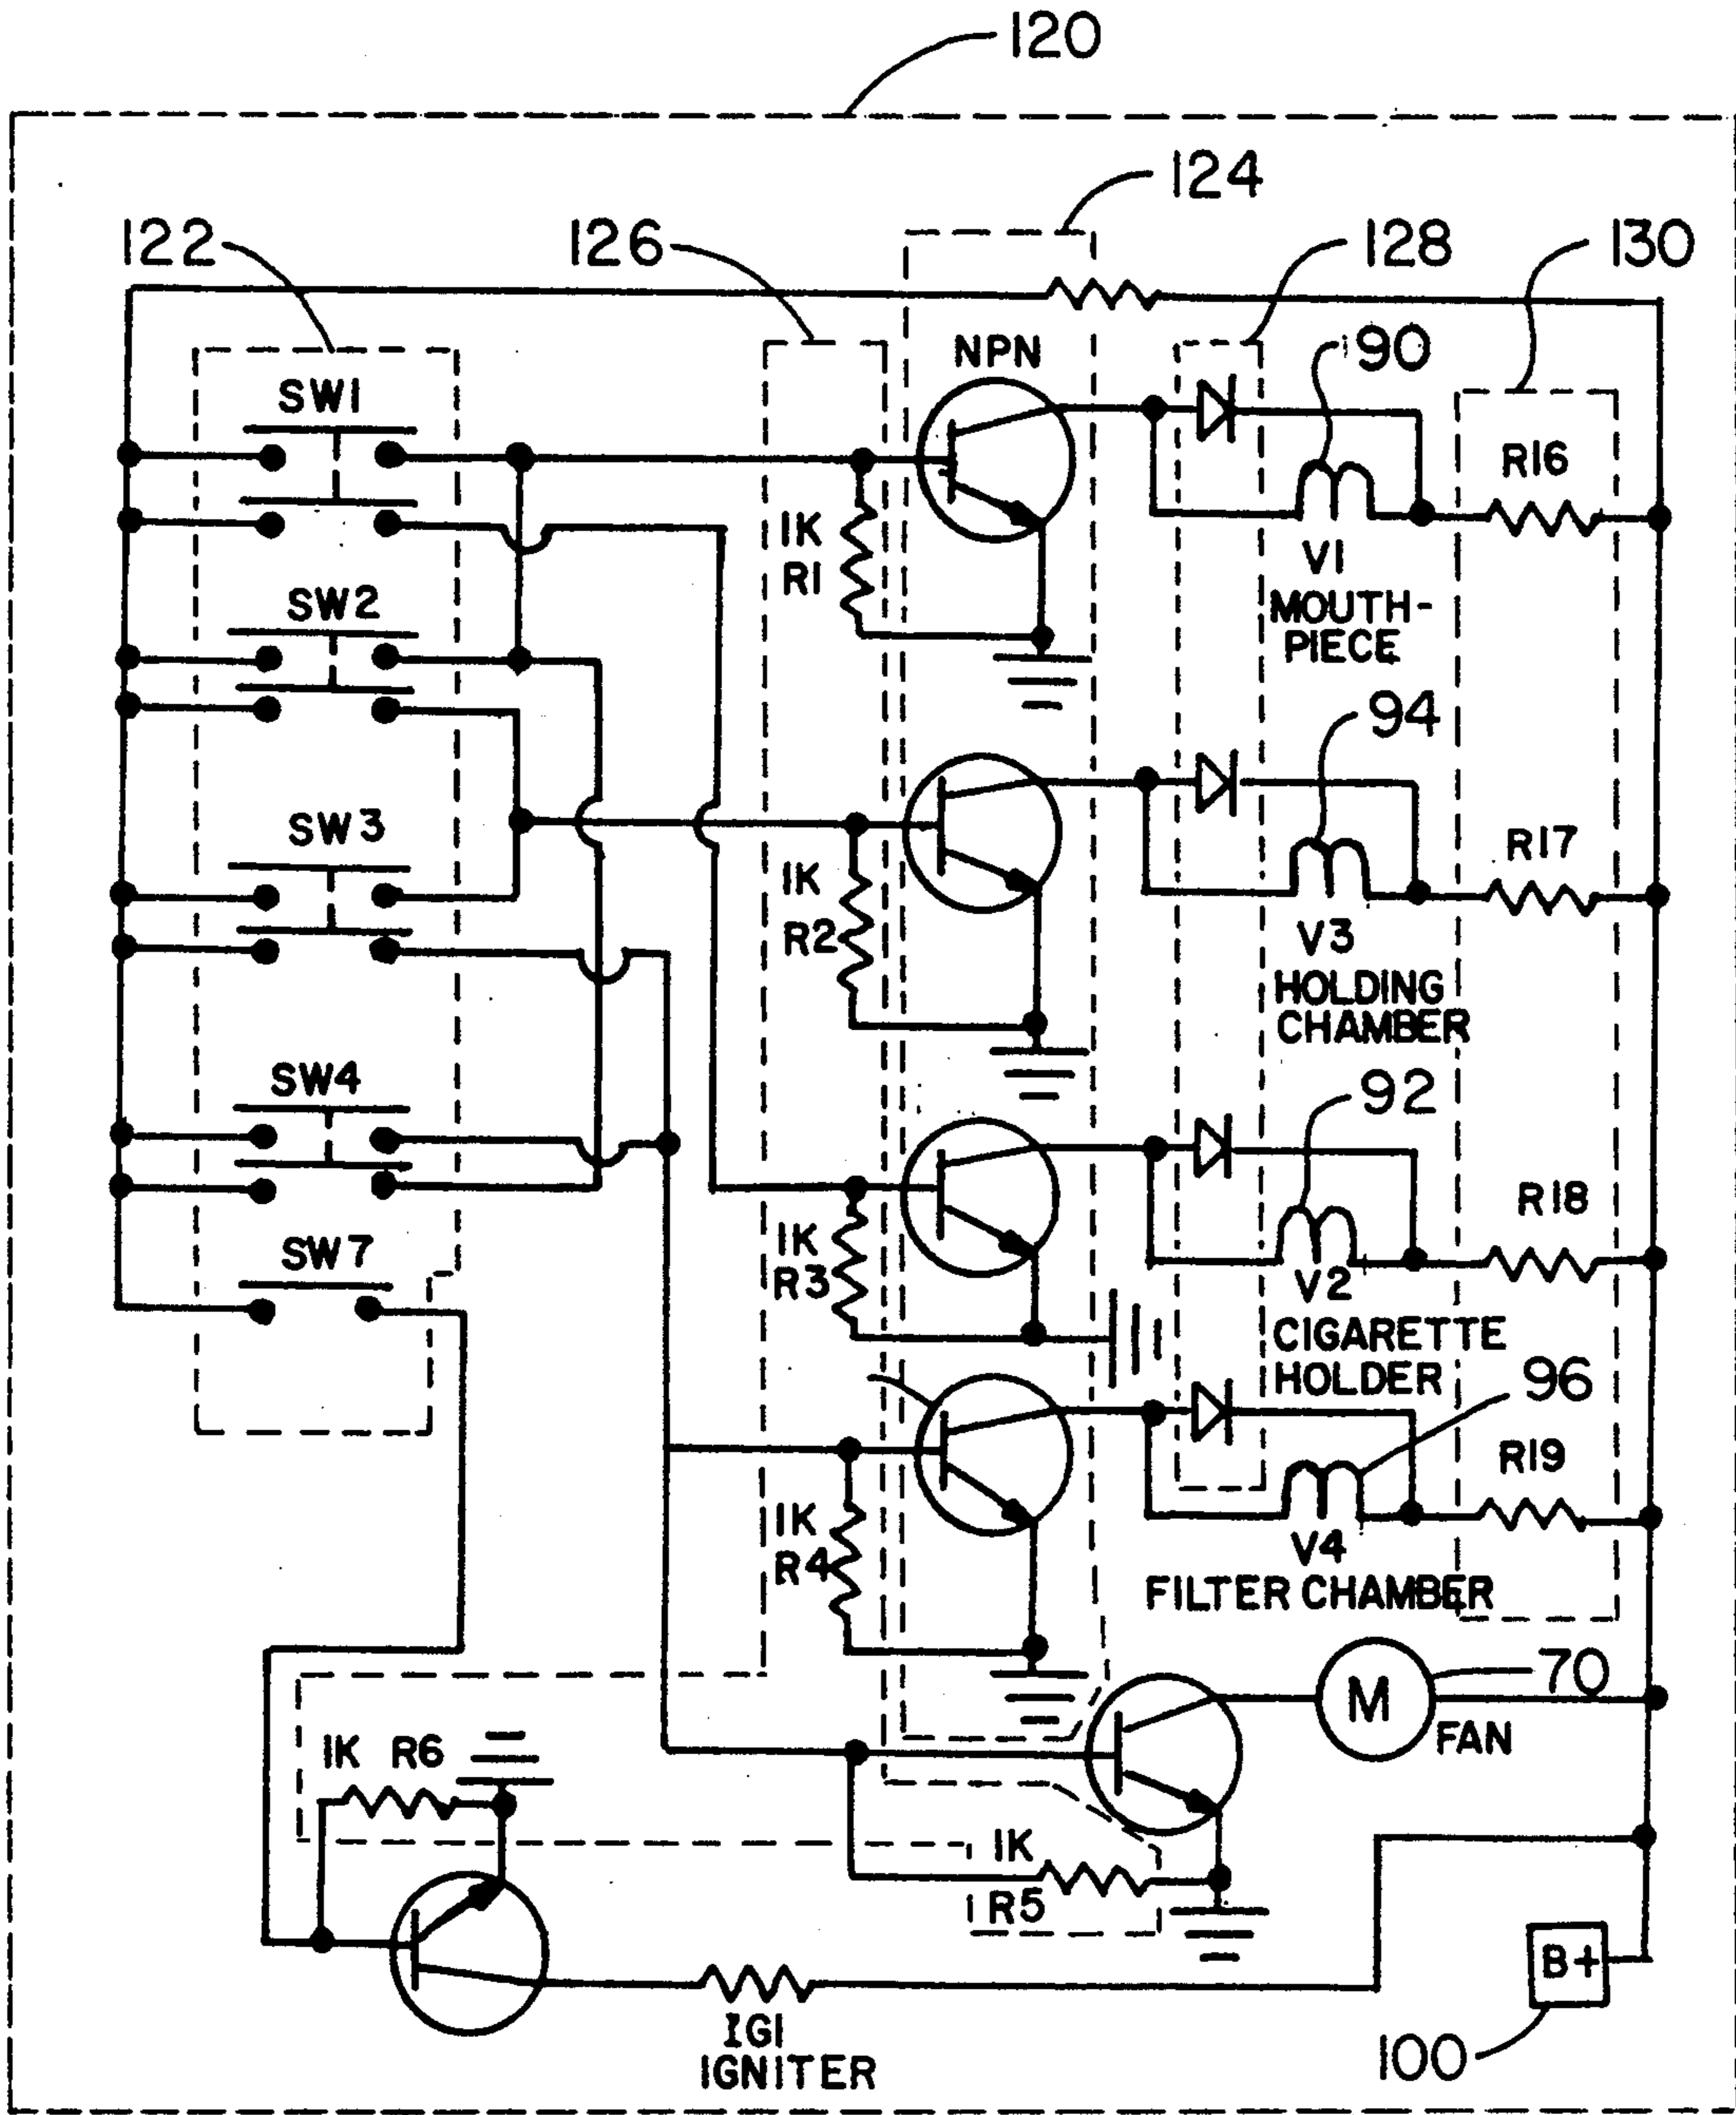 120
124
122
126
128
130
NPN
90
SW1
R16
1K
R1
V1
MOUTH-
PIECE
SW2
94
SW3
R17
1K
R2
V3
HOLDING
CHAMBER
SW4
92
R18
SW7
1K
R3
V2
CIGARETTE
HOLDER
96
R19
1K
R4
V4
FILTER CHAMBER
M
70
FAN
1K R6
1K
R5
B+
IG1
IGNITER
100